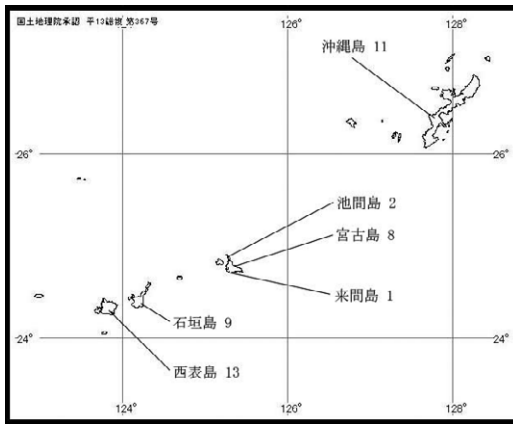 国土地理院承認 平13総複 第367号
126°
128°
沖縄島 11
26°
26°
池間島 2
宮古島 8
来間島 1
石垣島 9
24°
24°
西表島 13
124°
126°
128°